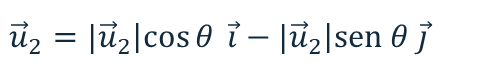 u⃗₂ = |u⃗₂|cos θ ı⃗ − |u⃗₂|sen θ ȷ⃗